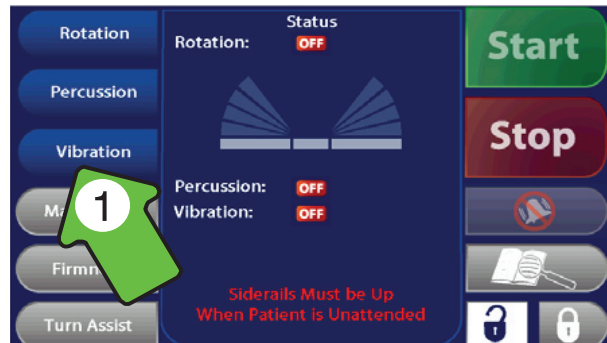 Rotation
Percussion
Vibration
1
Firm
Turn Assist
Status
Rotation: OFF
Percussion: OFF
Vibration: OFF
Siderails Must be Up
When Patient is Unattended
Start
Stop